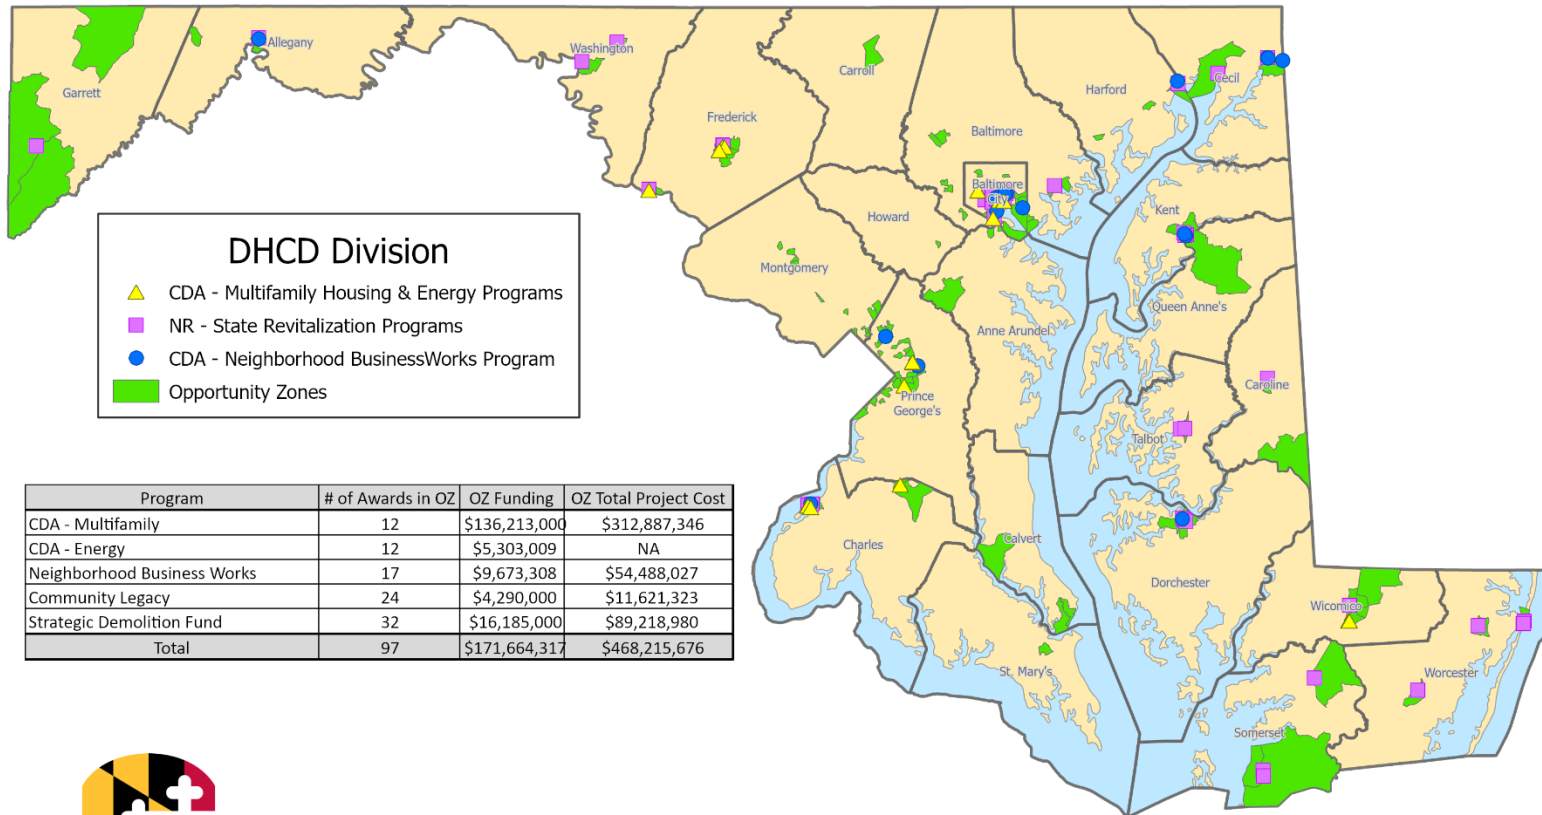 Garrett
Allegany
Washington
Frederick
Carroll
Baltimore
Harford
Cecil
Baltimore
City
Howard
Montgomery
Kent
Queen Anne's
Anne Arundel
Prince
George's
Caroline
Talbot
Charles
Calvert
St. Mary's
Dorchester
Wicomico
Worcester
Somerset
DHCD Division
CDA - Multifamily Housing & Energy Programs
NR - State Revitalization Programs
CDA - Neighborhood BusinessWorks Program
Opportunity Zones
Program # of Awards in OZ OZ Funding OZ Total Project Cost
CDA - Multifamily 12 $136,213,000 $312,887,346
CDA - Energy 12 $5,303,009 NA
Neighborhood Business Works 17 $9,673,308 $54,488,027
Community Legacy 24 $4,290,000 $11,621,323
Strategic Demolition Fund 32 $16,185,000 $89,218,980
Total 97 $171,664,317 $468,215,676